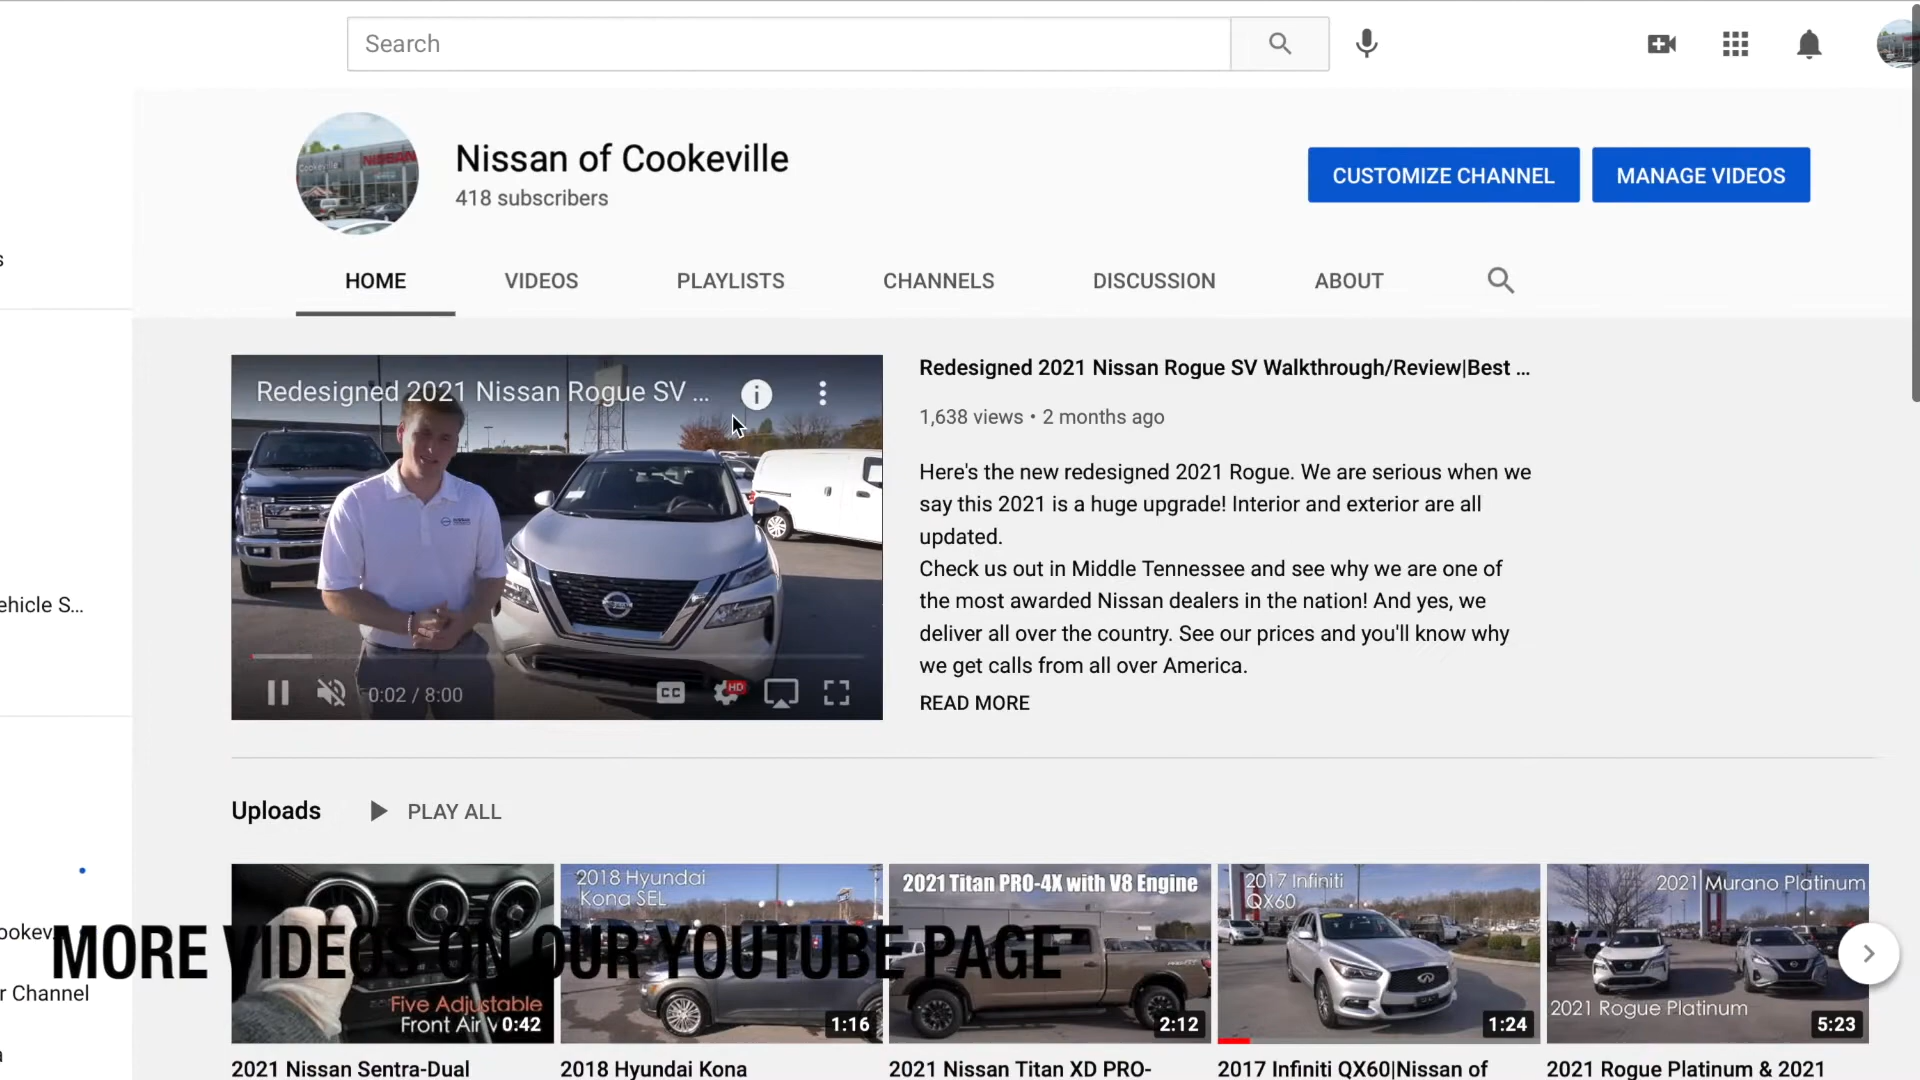 Search
Nissan of Cookeville
418 subscribers
CUSTOMIZE CHANNEL
MANAGE VIDEOS
HOME
VIDEOS
PLAYLISTS
CHANNELS
DISCUSSION
ABOUT
Redesigned 2021 Nissan Rogue SV ...
0:02 / 8:00
CC
HD
Redesigned 2021 Nissan Rogue SV Walkthrough/Review|Best ...
1,638 views • 2 months ago
Here's the new redesigned 2021 Rogue. We are serious when we
say this 2021 is a huge upgrade! Interior and exterior are all
updated.
Check us out in Middle Tennessee and see why we are one of
the most awarded Nissan dealers in the nation! And yes, we
deliver all over the country. See our prices and you'll know why
we get calls from all over America.
READ MORE
s
ehicle S...
ookev
r Channel
Uploads
PLAY ALL
Five Adjustable
Front Air V
0:42
2018 Hyundai
Kona SEL
1:16
2021 Titan PRO-4X with V8 Engine
2:12
2017 Infiniti
QX60
1:24
2021 Murano Platinum
2021 Rogue Platinum
5:23
MORE VIDEOS ON OUR YOUTUBE PAGE
2021 Nissan Sentra-Dual
2018 Hyundai Kona
2021 Nissan Titan XD PRO-
2017 Infiniti QX60|Nissan of
2021 Rogue Platinum & 2021